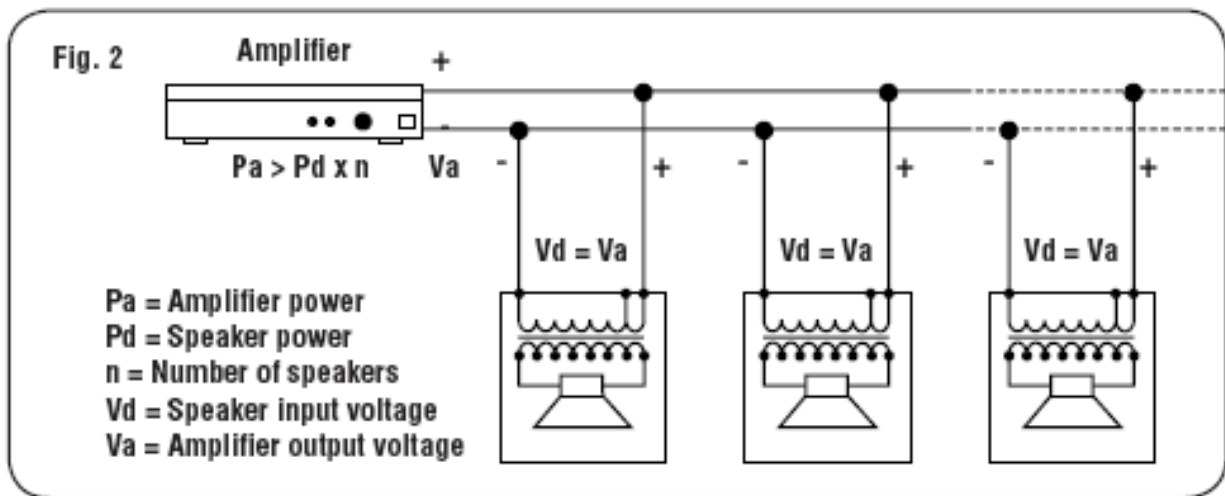 Fig. 2
Amplifier
+
-
Pa > Pd x n
Va
- + - + - +
Vd = Va Vd = Va Vd = Va
Pa = Amplifier power
Pd = Speaker power
n = Number of speakers
Vd = Speaker input voltage
Va = Amplifier output voltage